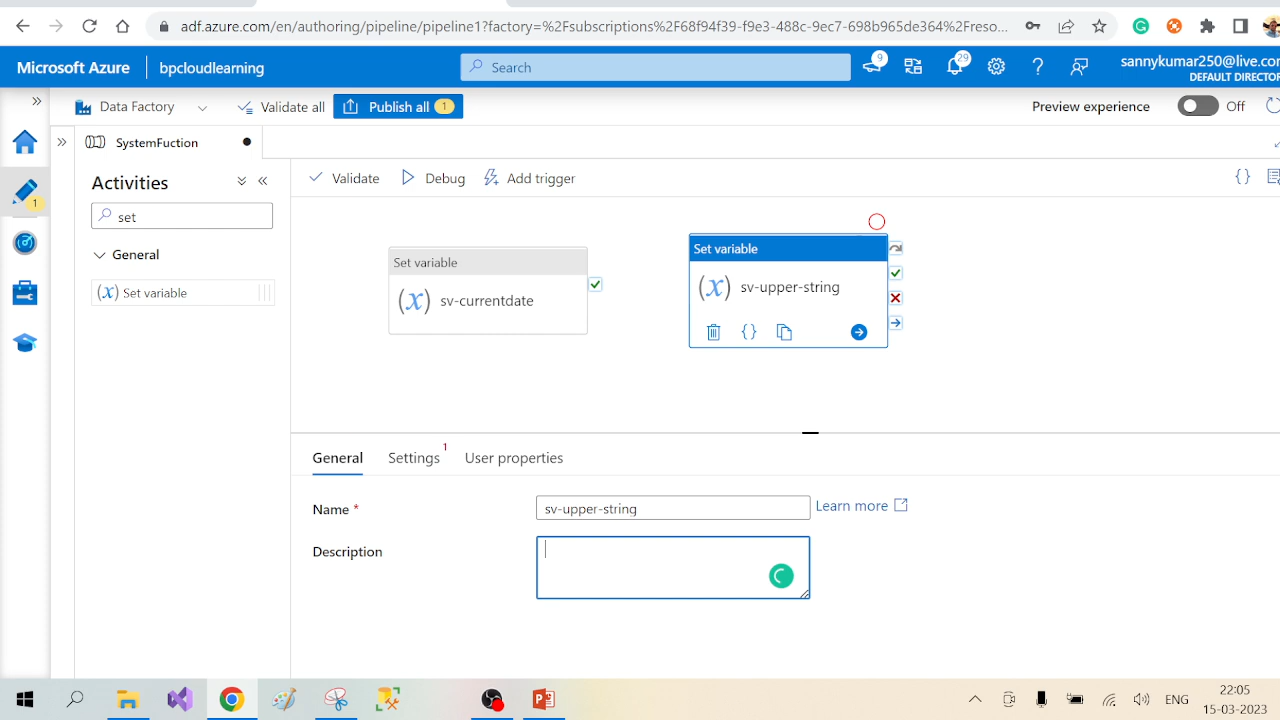 adf.azure.com/en/authoring/pipeline/pipeline1?factory=%2Fsubscriptions%2F68f94f39-f9e3-488c-9ec7-698b965de364%2Freso...
Microsoft Azure
bpcloudlearning
Search
9
29
sannykumar250@live.com
DEFAULT DIRECTOR
Data Factory
Validate all
Publish all 1
Preview experience
Off
SystemFuction
Activities
Validate
Debug
Add trigger
{}
1
set
General
(x) Set variable
Set variable
(x) sv-currentdate
Set variable
(x) sv-upper-string
{}
General
Settings 1
User properties
Name *
sv-upper-string
Learn more
Description
ENG
22:05
15-03-2023